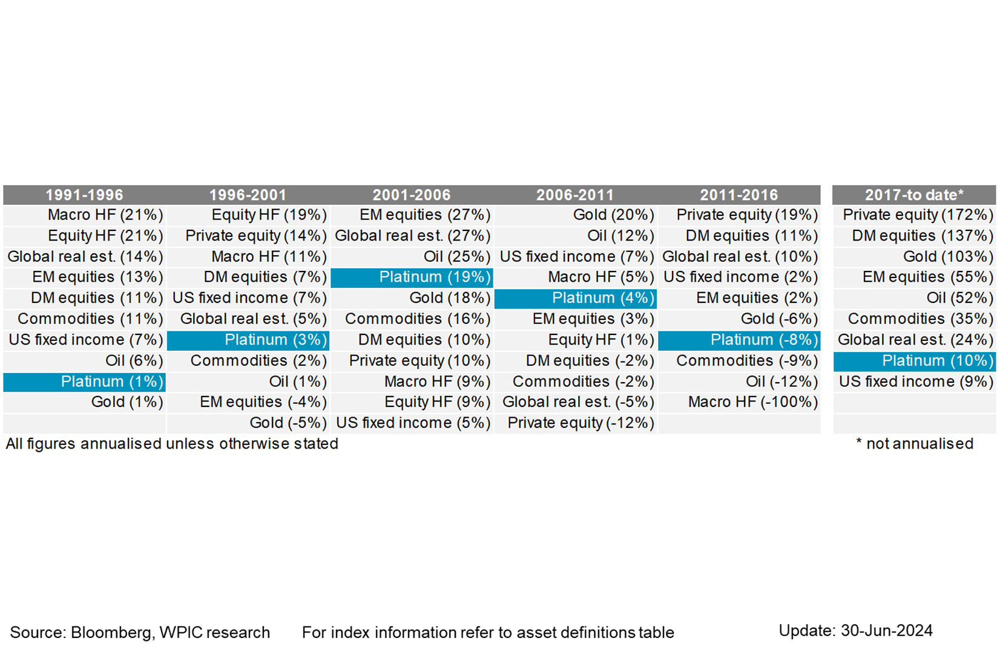 1991-1996 1996-2001 2001-2006 2006-2011 2011-2016 2017-to date*
Macro HF (21%) Equity HF (19%) EM equities (27%) Gold (20%) Private equity (19%) Private equity (172%)
Equity HF (21%) Private equity (14%) Global real est. (27%) Oil (12%) DM equities (11%) DM equities (137%)
Global real est. (14%) Macro HF (11%) Oil (25%) US fixed income (7%) Global real est. (10%) Gold (103%)
EM equities (13%) DM equities (7%) Platinum (19%) Macro HF (5%) US fixed income (2%) EM equities (55%)
DM equities (11%) US fixed income (7%) Gold (18%) Platinum (4%) EM equities (2%) Oil (52%)
Commodities (11%) Global real est. (5%) Commodities (16%) EM equities (3%) Gold (-6%) Commodities (35%)
US fixed income (7%) Platinum (3%) DM equities (10%) Equity HF (1%) Platinum (-8%) Global real est. (24%)
Oil (6%) Commodities (2%) Private equity (10%) DM equities (-2%) Commodities (-9%) Platinum (10%)
Platinum (1%) Oil (1%) Macro HF (9%) Commodities (-2%) Oil (-12%) US fixed income (9%)
Gold (1%) EM equities (-4%) Equity HF (9%) Global real est. (-5%) Macro HF (-100%)
Gold (-5%) US fixed income (5%) Private equity (-12%)
All figures annualised unless otherwise stated * not annualised
Source: Bloomberg, WPIC research For index information refer to asset definitions table Update: 30-Jun-2024